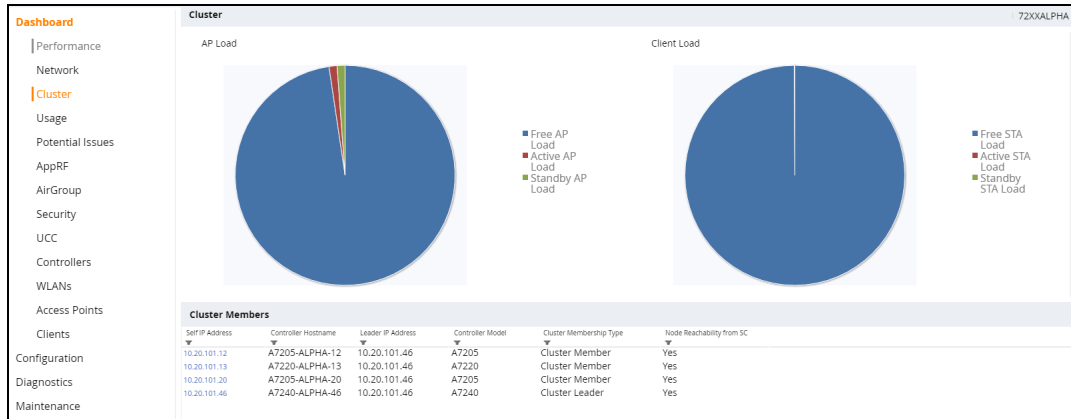 Dashboard
Performance
Network
Cluster
Usage
Potential Issues
AppRF
AirGroup
Security
UCC
Controllers
WLANs
Access Points
Clients
Configuration
Diagnostics
Maintenance
Cluster 72XXALPHA
AP Load
Free AP
Load
Active AP
Load
Standby AP
Load
Client Load
Free STA
Load
Active STA
Load
Standby
STA Load
Cluster Members
Self IP Address Controller Hostname Leader IP Address Controller Model Cluster Membership Type Node Reachability from SC
10.20.101.12 A7205-ALPHA-12 10.20.101.46 A7205 Cluster Member Yes
10.20.101.13 A7220-ALPHA-13 10.20.101.46 A7220 Cluster Member Yes
10.20.101.20 A7205-ALPHA-20 10.20.101.46 A7205 Cluster Member Yes
10.20.101.46 A7240-ALPHA-46 10.20.101.46 A7240 Cluster Leader Yes